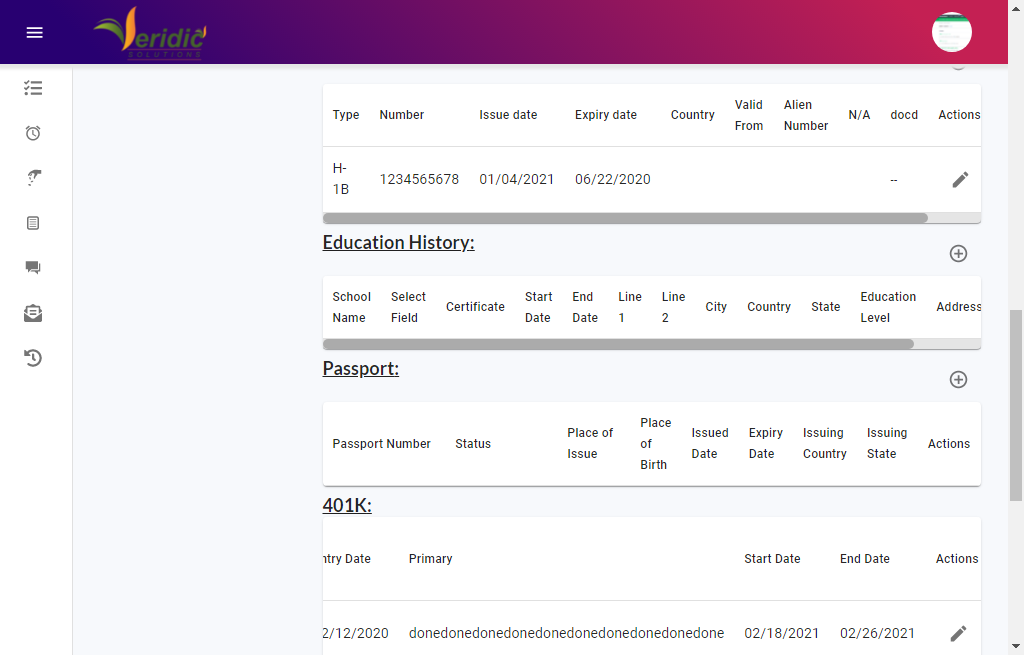 eridic
SOLUTIONS
Type Number Issue date Expiry date Country Valid From Alien Number N/A docd Actions
H-1B 1234565678 01/04/2021 06/22/2020 --
Education History:
School Name Select Field Certificate Start Date End Date Line 1 Line 2 City Country State Education Level Address
Passport:
Passport Number Status Place of Issue Place of Birth Issued Date Expiry Date Issuing Country Issuing State Actions
401K:
ntry Date Primary Start Date End Date Actions
2/12/2020 donedonedonedonedonedonedonedonedonedone 02/18/2021 02/26/2021